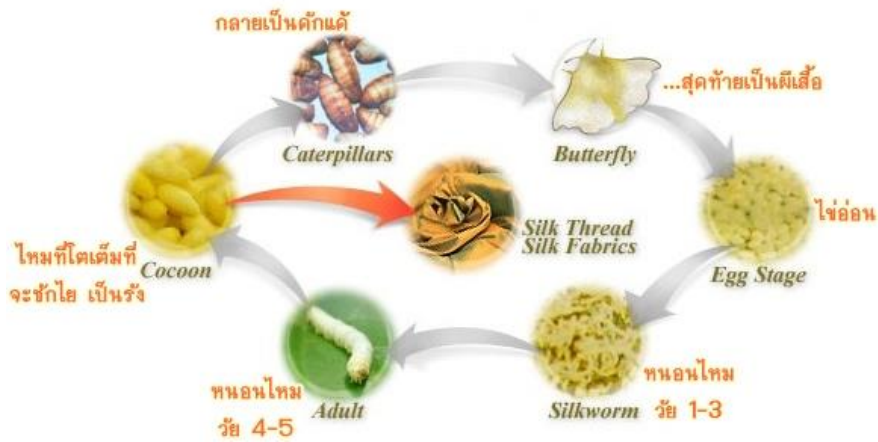 กลายเป็นดักแด้
Caterpillars
...สุดท้ายเป็นผีเสื้อ
Butterfly
ไข่อ่อน
Egg Stage
Silk Thread
Silk Fabrics
ไหมที่โตเต็มที่
จะชักใย เป็นรัง
Cocoon
หนอนไหม
วัย 4-5
Adult
Silkworm
หนอนไหม
วัย 1-3